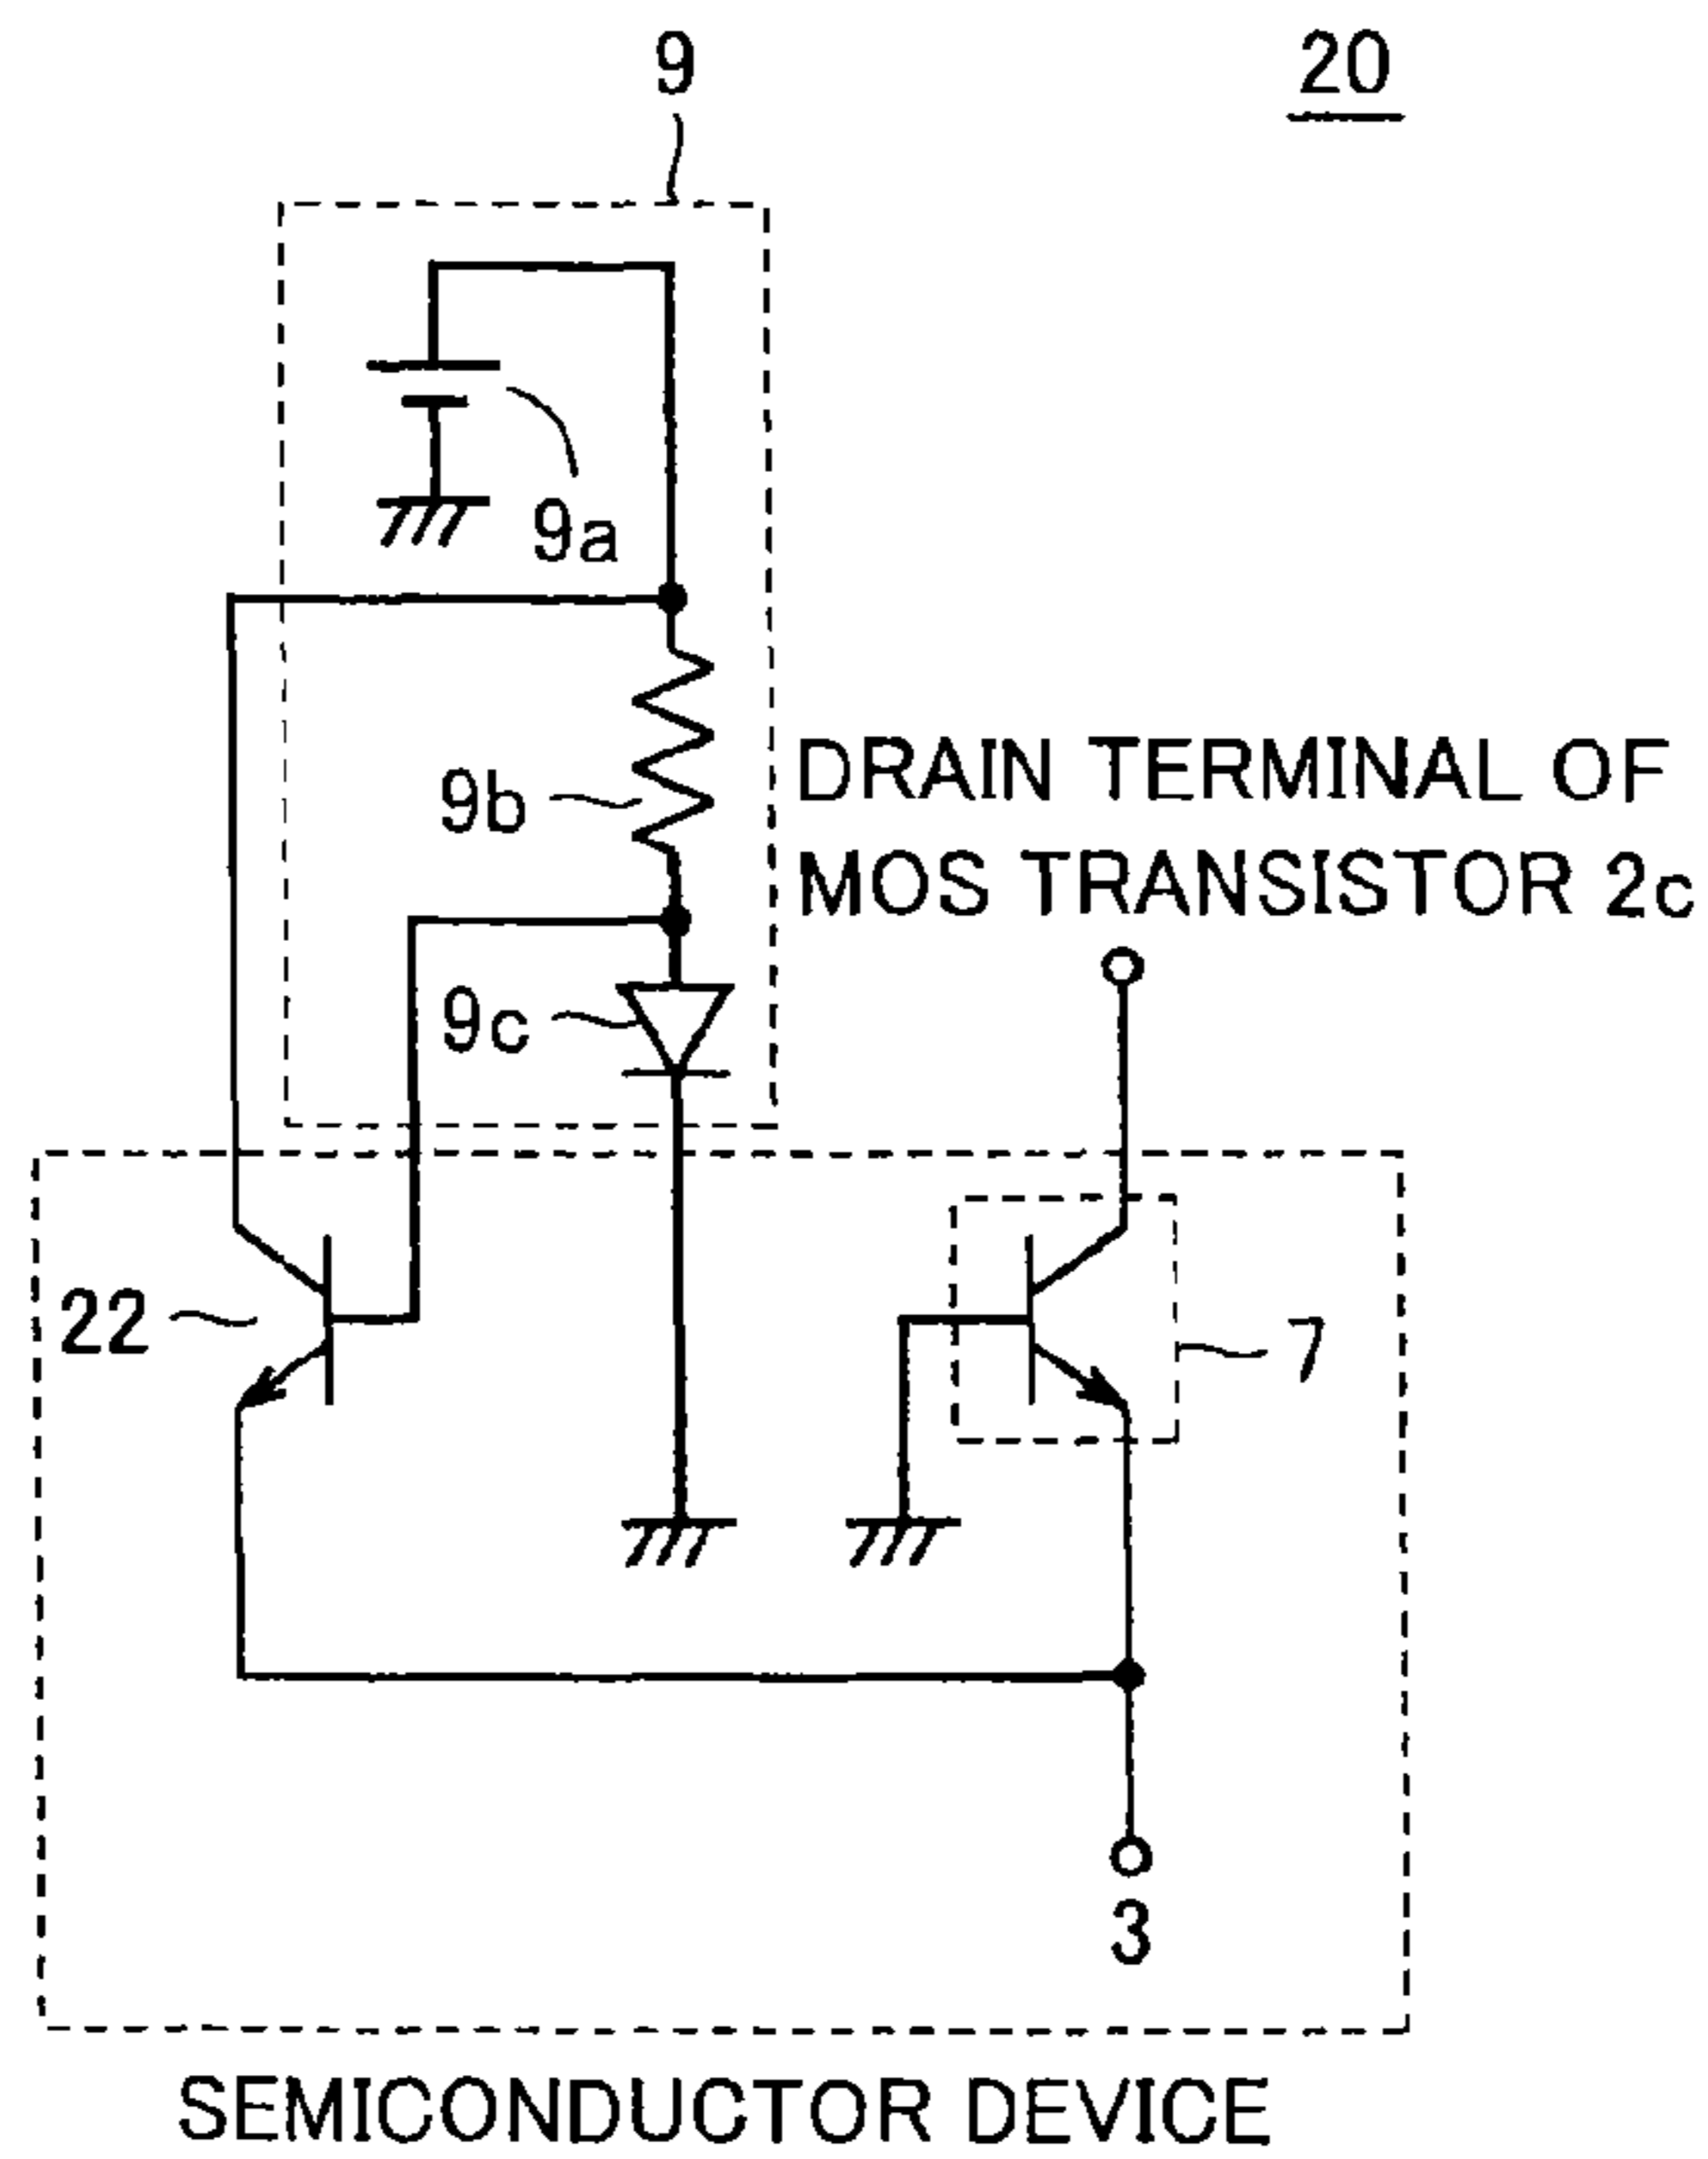 9
20
9a
9b
DRAIN TERMINAL OF
MOS TRANSISTOR 2c
9c
22
7
3
SEMICONDUCTOR DEVICE